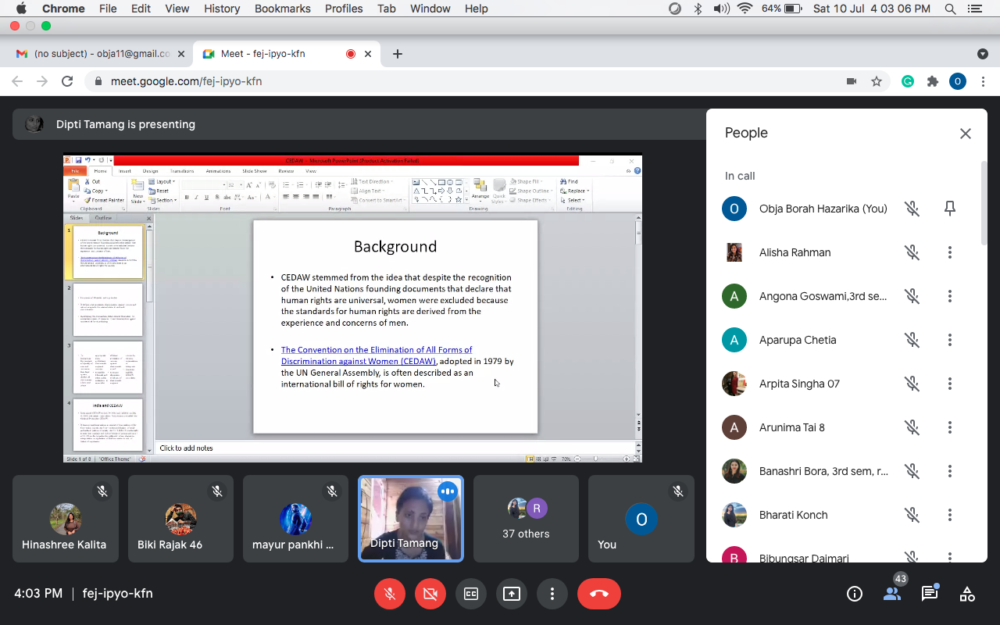 Chrome File Edit View History Bookmarks Profiles Tab Window Help 64% Sat 10 Jul 4 03 06 PM
(no subject) - obja11@gmail.co Meet - fej-ipyo-kfn
meet.google.com/fej-ipyo-kfn O
Dipti Tamang is presenting
CEDAW - Microsoft PowerPoint (Product Activation Failed)
File Home Insert Design Transitions Animations Slide Show Review View
Paste
Cut
Copy
Format Painter
Clipboard
New Slide
Layout
Reset
Section
Slides
Font
Text Direction
Align Text
Convert to SmartArt
Paragraph
Arrange
Quick Styles
Shape Fill
Shape Outline
Shape Effects
Drawing
Find
Replace
Select
Editing
Slides Outline
1
Background
2
3
4
India and CEDAW
Background
• CEDAW stemmed from the idea that despite the recognition
of the United Nations founding documents that declare that
human rights are universal, women were excluded because
the standards for human rights are derived from the
experience and concerns of men.
• The Convention on the Elimination of All Forms of
Discrimination against Women (CEDAW), adopted in 1979 by
the UN General Assembly, is often described as an
international bill of rights for women.
Click to add notes
Slide 1 of 8 "Office Theme" 70%
Hinashree Kalita
Biki Rajak 46
mayur pankhi ...
Dipti Tamang
R
37 others
O
You
People
In call
O Obja Borah Hazarika (You)
Alisha Rahman
A Angona Goswami,3rd se...
A Aparupa Chetia
Arpita Singha 07
A Arunima Tai 8
Banashri Bora, 3rd sem, r...
Bharati Konch
B Bibungsar Daimari
4:03 PM | fej-ipyo-kfn
CC
43